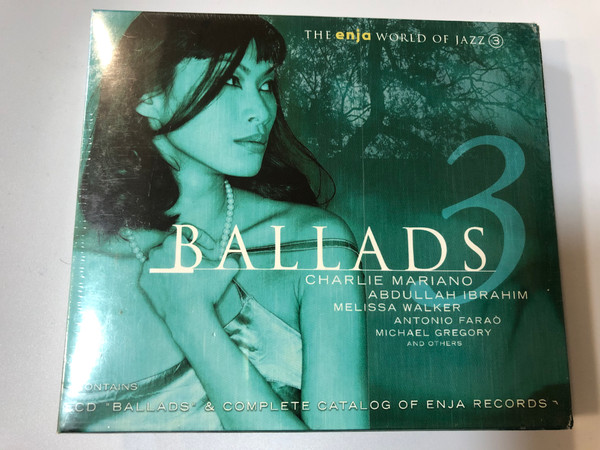 THE enja WORLD OF JAZZ 3
3
BALLADS
CHARLIE MARIANO
ABDULLAH IBRAHIM
MELISSA WALKER
ANTONIO FARAÒ
MICHAEL GREGORY
AND OTHERS
CONTAINS
CD "BALLADS" & COMPLETE CATALOG OF ENJA RECORDS